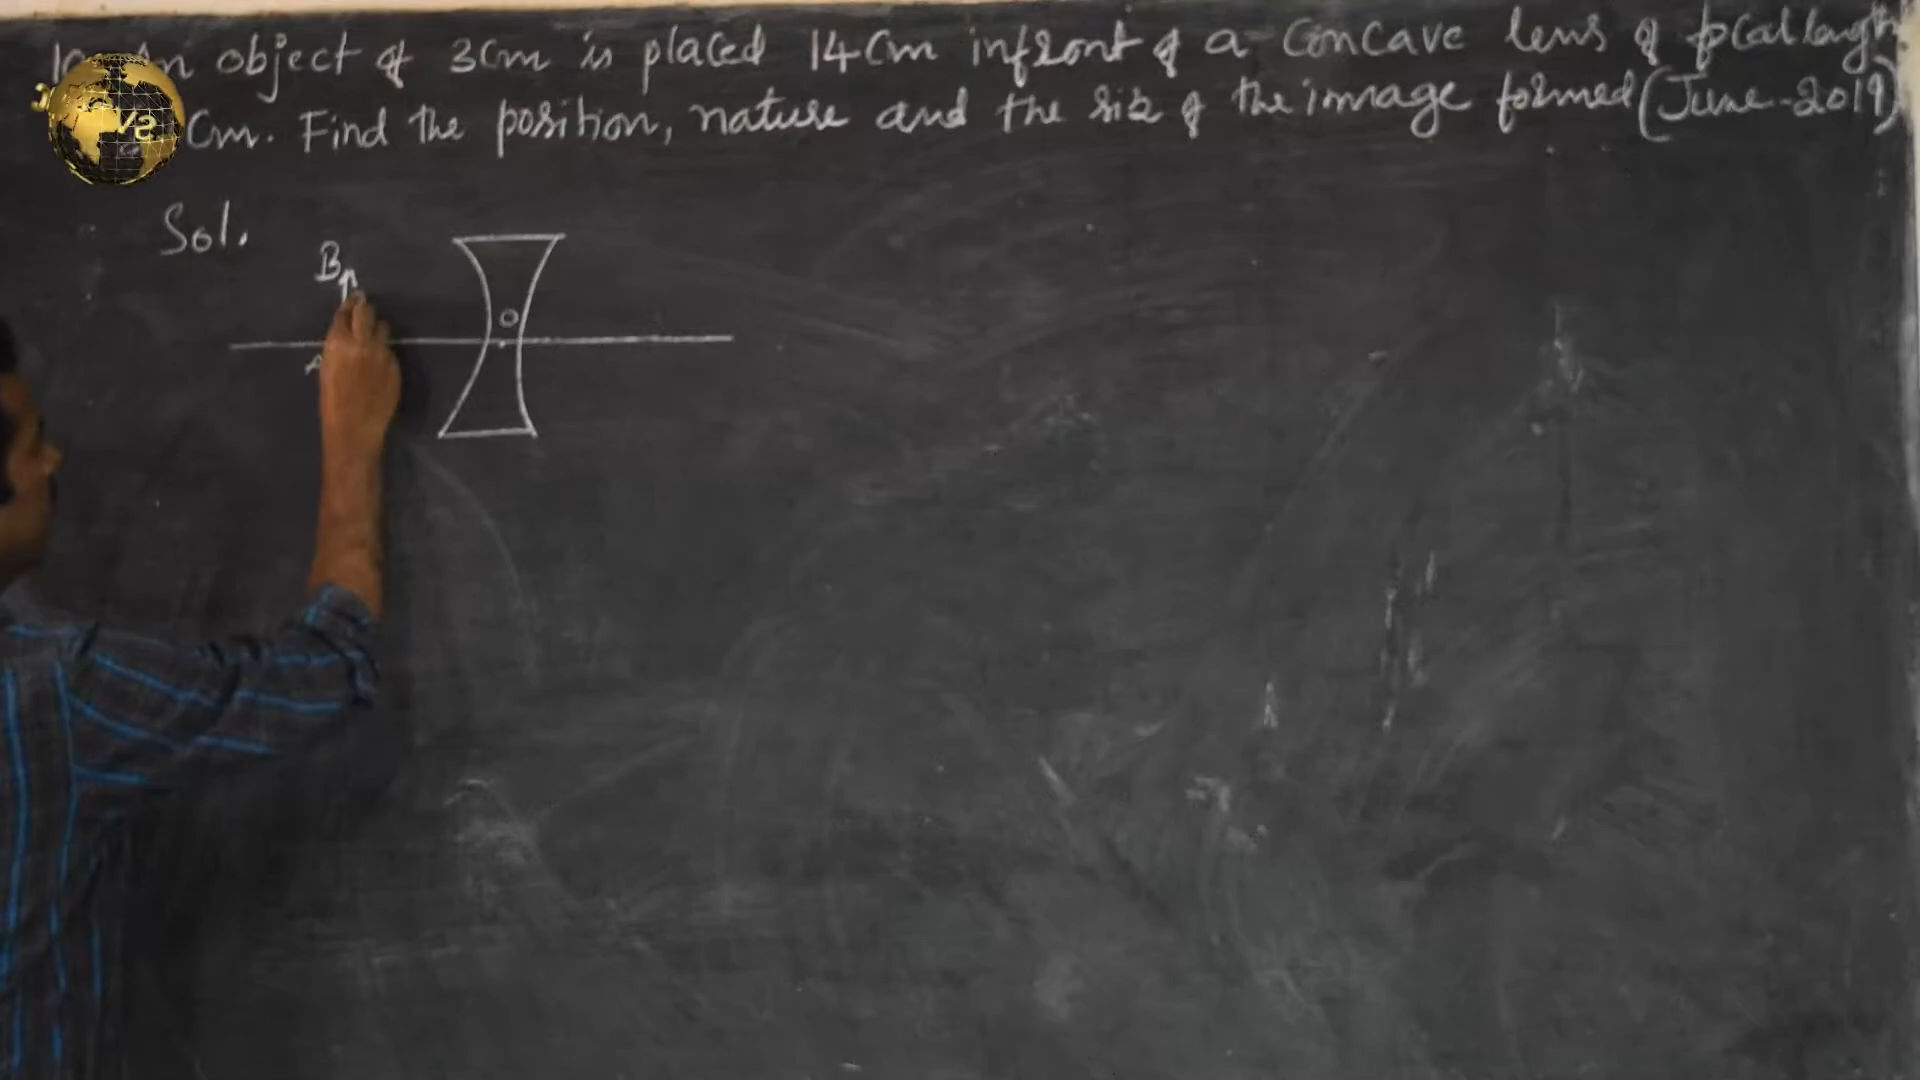 An object of 3cm is placed 14cm infront of a concave lens of focal length
cm. Find the position, nature and the size of the image formed (June-2019)
Sol.
B
O
A